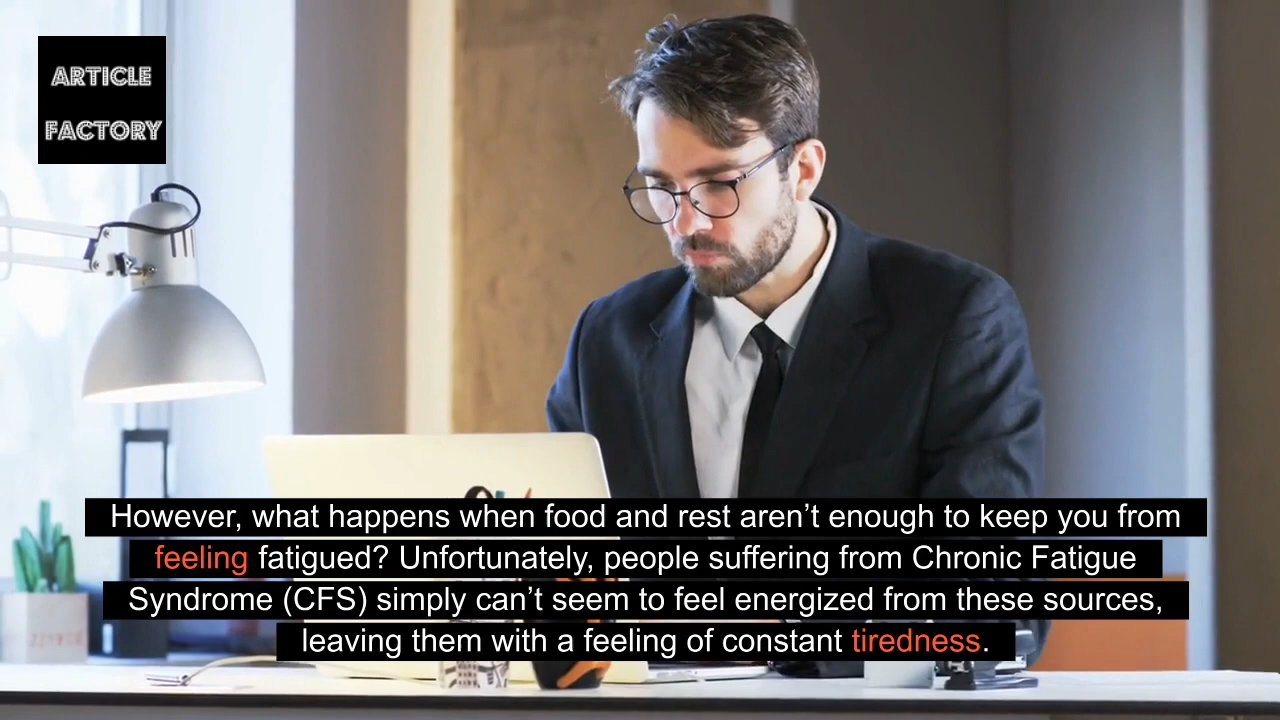 ARTICLE
FACTORY
However, what happens when food and rest aren’t enough to keep you from
feeling fatigued? Unfortunately, people suffering from Chronic Fatigue
Syndrome (CFS) simply can’t seem to feel energized from these sources,
leaving them with a feeling of constant tiredness.